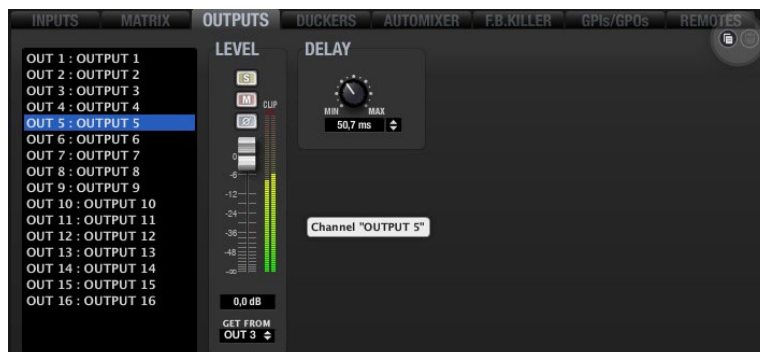 INPUTS MATRIX OUTPUTS DUCKERS AUTOMIXER F.B.KILLER GPIs/GPOs REMOTES
OUT 1 : OUTPUT 1
OUT 2 : OUTPUT 2
OUT 3 : OUTPUT 3
OUT 4 : OUTPUT 4
OUT 5 : OUTPUT 5
OUT 6 : OUTPUT 6
OUT 7 : OUTPUT 7
OUT 8 : OUTPUT 8
OUT 9 : OUTPUT 9
OUT 10 : OUTPUT 10
OUT 11 : OUTPUT 11
OUT 12 : OUTPUT 12
OUT 13 : OUTPUT 13
OUT 14 : OUTPUT 14
OUT 15 : OUTPUT 15
OUT 16 : OUTPUT 16
LEVEL
S
M
CLIP
Ø
0
-6
-12
-24
-36
-48
-∞
0,0 dB
GET FROM
OUT 3
DELAY
MIN MAX
50,7 ms
Channel "OUTPUT 5"